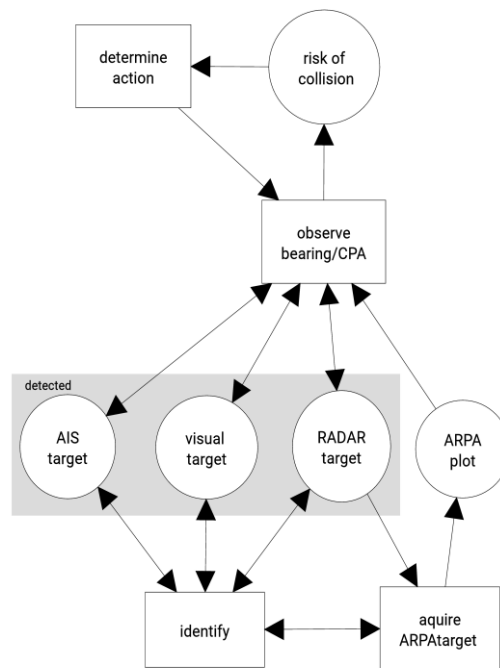 determine
action
risk of
collision
observe
bearing/CPA
detected
AIS
target
visual
target
RADAR
target
ARPA
plot
identify
aquire
ARPAtarget